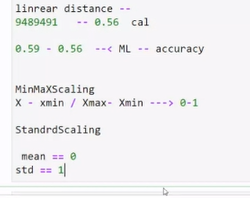 linrear distance --
9489491 -- 0.56 cal
0.59 - 0.56 --< ML -- accuracy
MinMaXScaling
X - xmin / Xmax- Xmin ---> 0-1
StandrdScaling
mean == 0
std == 1